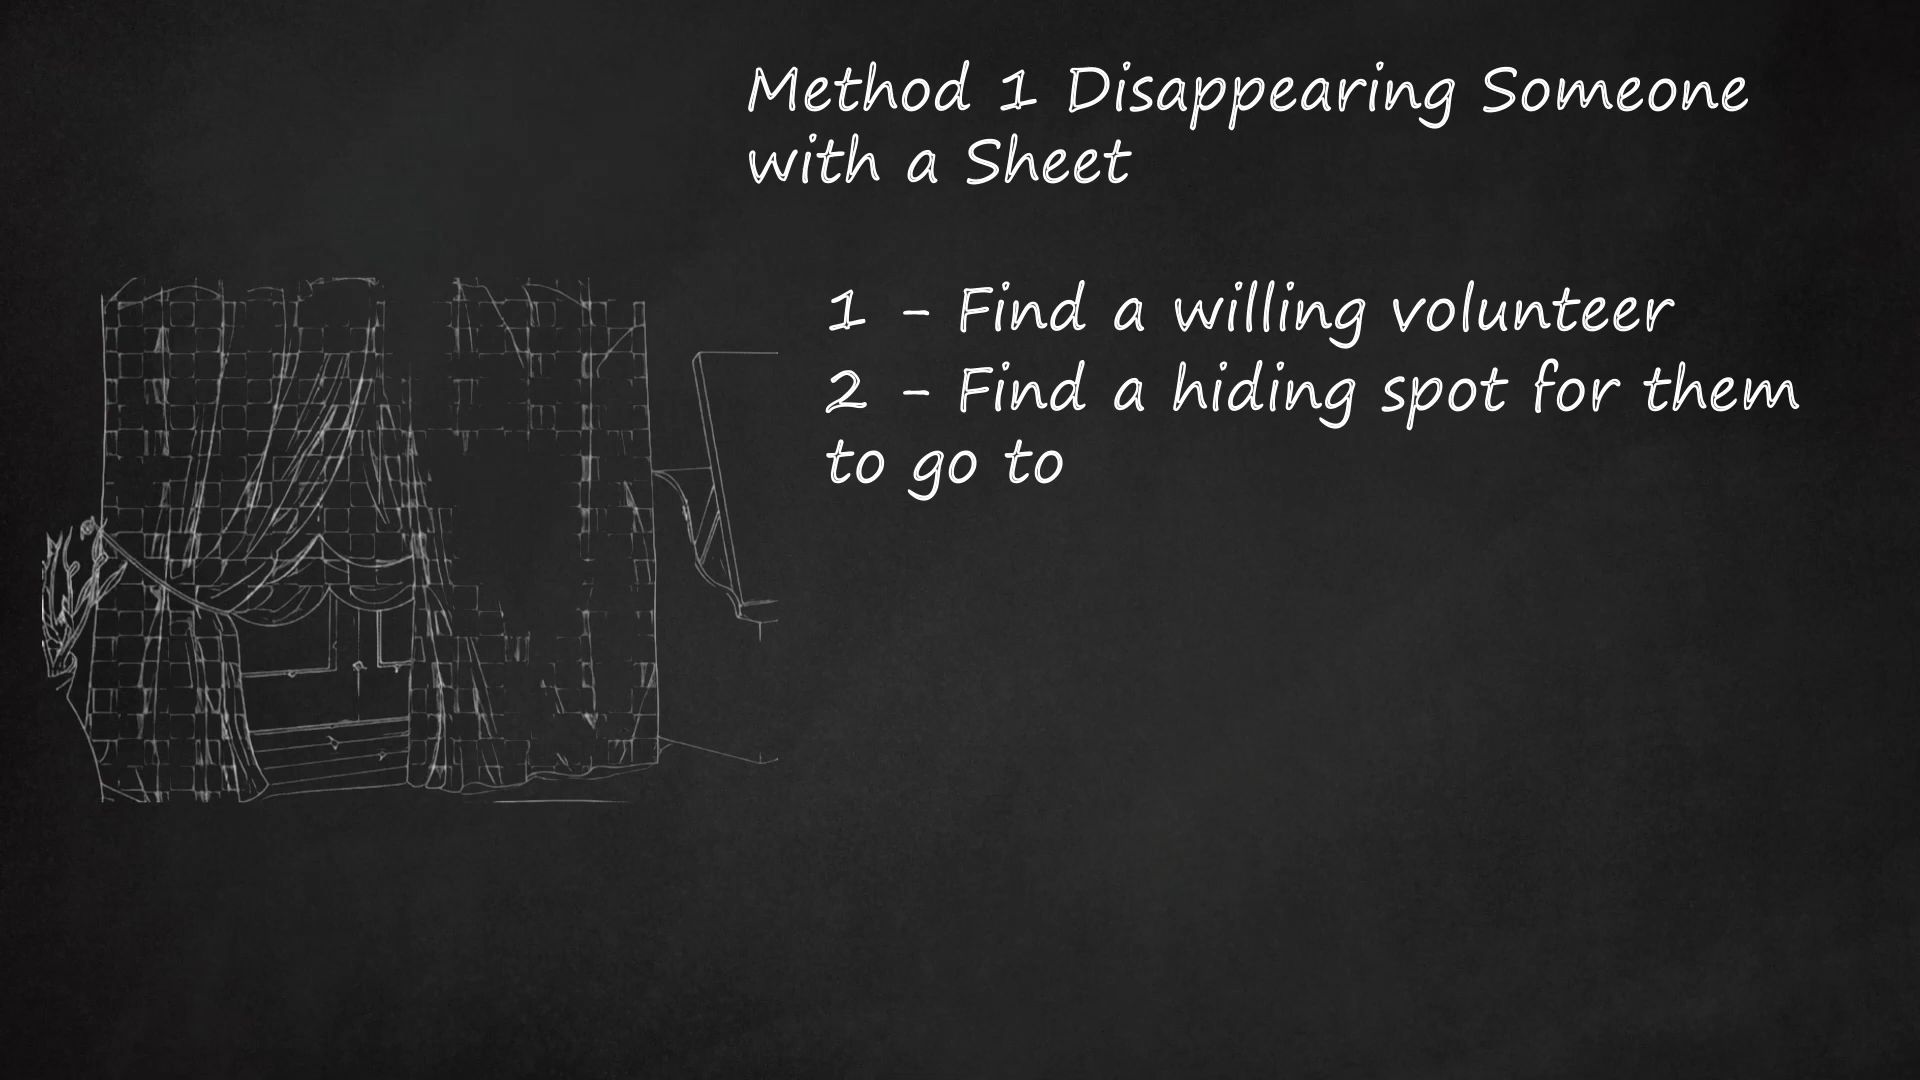 Method 1 Disappearing Someone
with a Sheet
1 - Find a willing volunteer
2 - Find a hiding spot for them
to go to